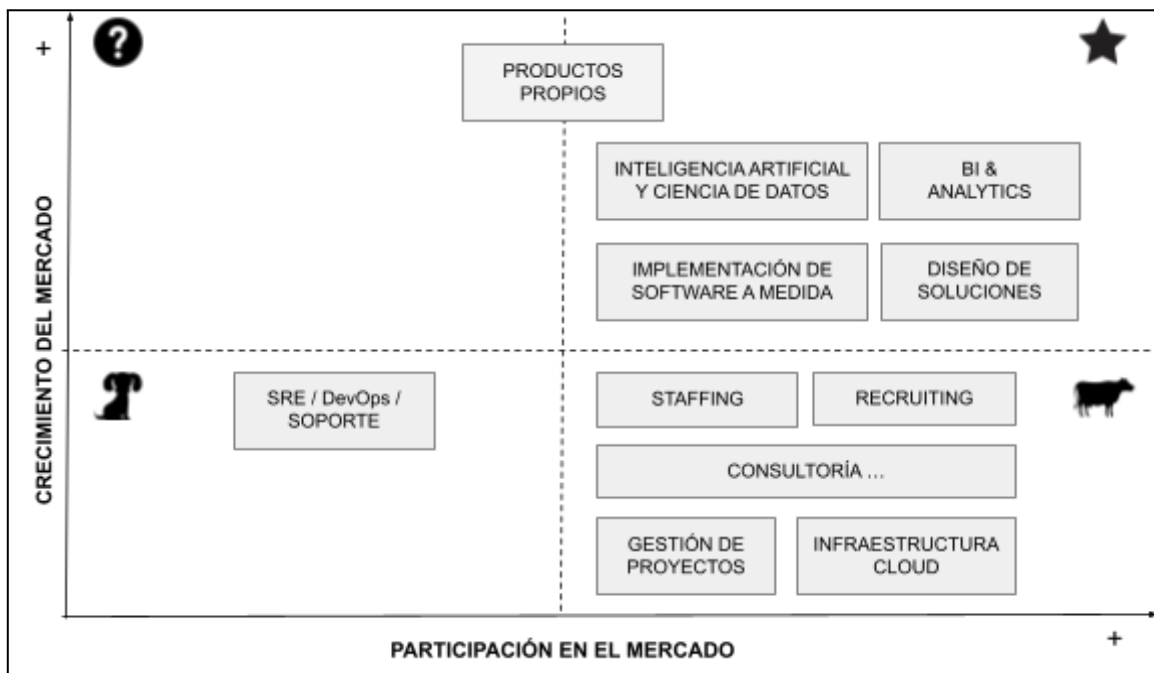 +
?
PRODUCTOS
PROPIOS
INTELIGENCIA ARTIFICIAL
Y CIENCIA DE DATOS
BI &
ANALYTICS
IMPLEMENTACIÓN DE
SOFTWARE A MEDIDA
DISEÑO DE
SOLUCIONES
CRECIMIENTO DEL MERCADO
SRE / DevOps /
SOPORTE
STAFFING
RECRUITING
CONSULTORÍA ...
GESTIÓN DE
PROYECTOS
INFRAESTRUCTURA
CLOUD
PARTICIPACIÓN EN EL MERCADO
+